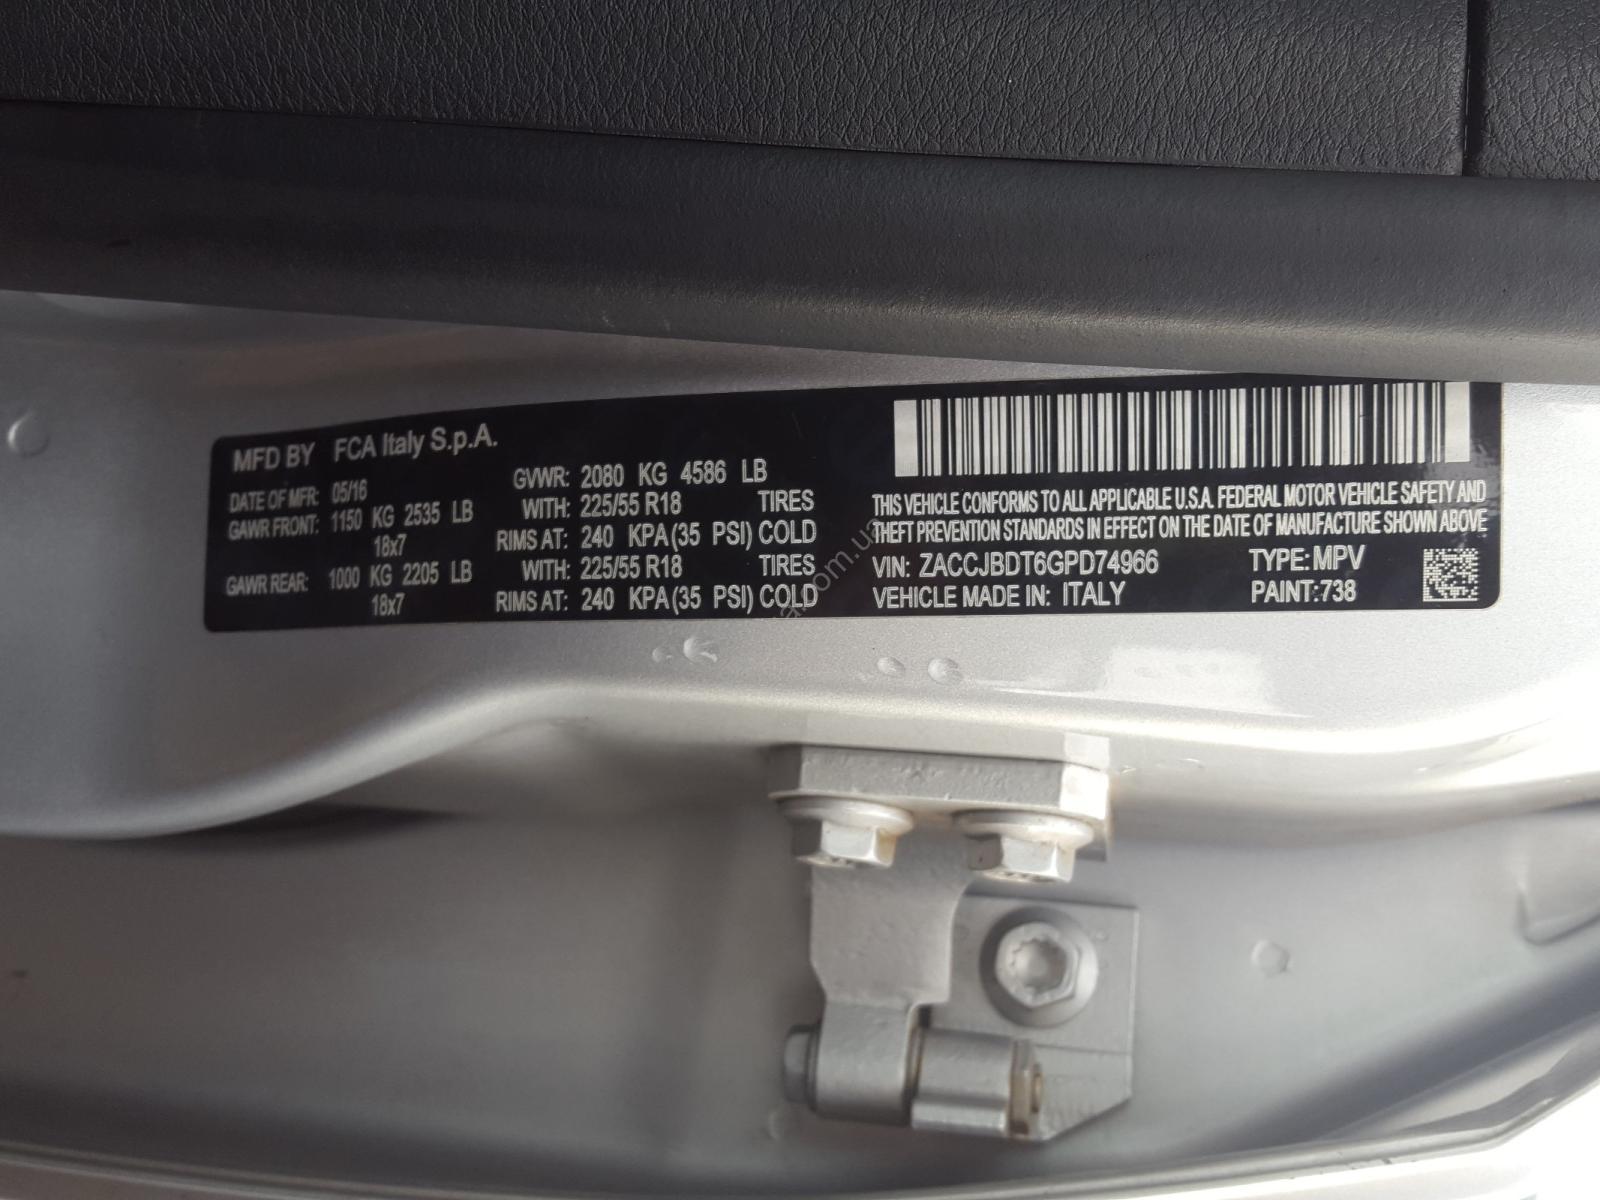 MFD BY FCA Italy S.p.A.
DATE OF MFR: 05/16 GVWR: 2080 KG 4586 LB
GAWR FRONT: 1150 KG 2535 LB WITH: 225/55 R18 TIRES
18x7 RIMS AT: 240 KPA(35 PSI) COLD
GAWR REAR: 1000 KG 2205 LB WITH: 225/55 R18 TIRES
18x7 RIMS AT: 240 KPA(35 PSI) COLD
THIS VEHICLE CONFORMS TO ALL APPLICABLE U.S.A. FEDERAL MOTOR VEHICLE SAFETY AND
THEFT PREVENTION STANDARDS IN EFFECT ON THE DATE OF MANUFACTURE SHOWN ABOVE
VIN: ZACCJBDT6GPD74966 TYPE: MPV
VEHICLE MADE IN: ITALY PAINT:738